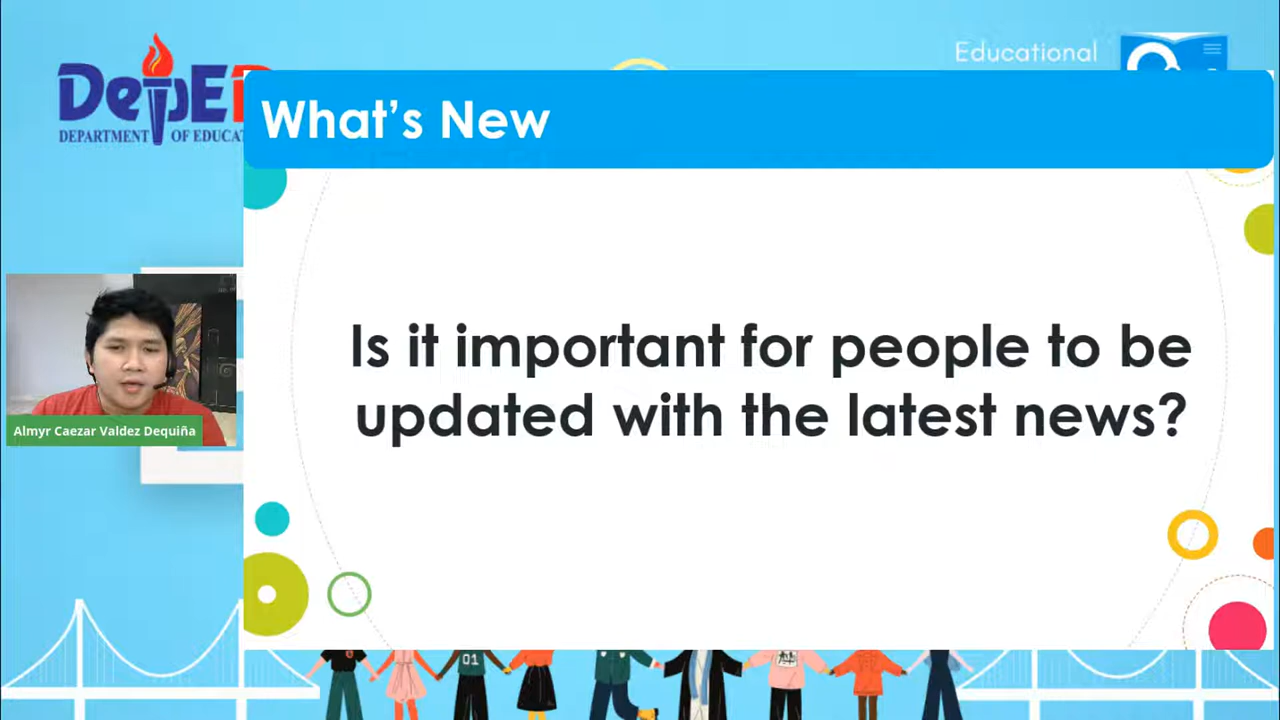 Educational
DepE
DEPARTMENT OF EDUCAT
What's New
Is it important for people to be
updated with the latest news?
Almyr Caezar Valdez Dequiña
01